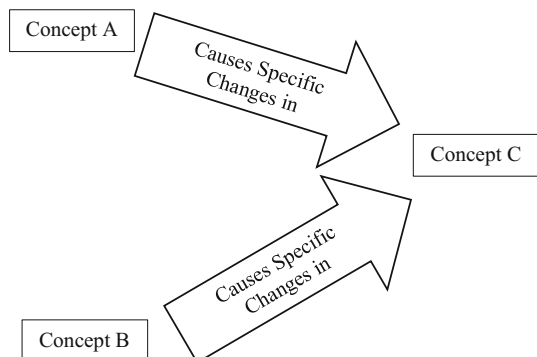 Concept A
Causes Specific
Changes in
Concept C
Causes Specific
Changes in
Concept B